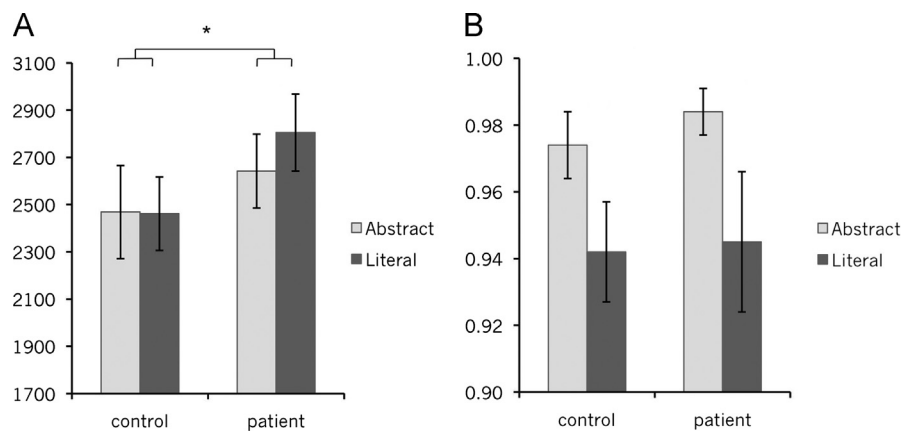 A
*
3100
2900
2700
2500
2300
2100
1900
1700
control
patient
Abstract
Literal
B
1.00
0.98
0.96
0.94
0.92
0.90
control
patient
Abstract
Literal